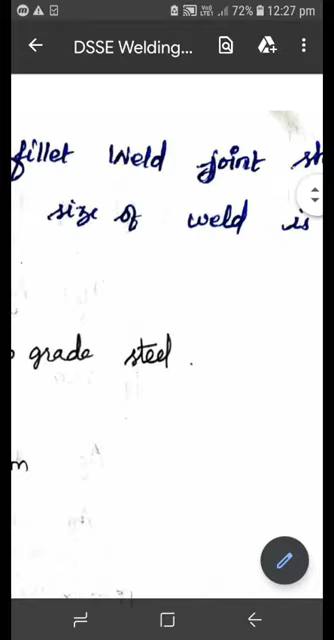 72% 12:27 pm
DSSE Welding...
fillet Weld joint
size of weld is
grade steel.
m